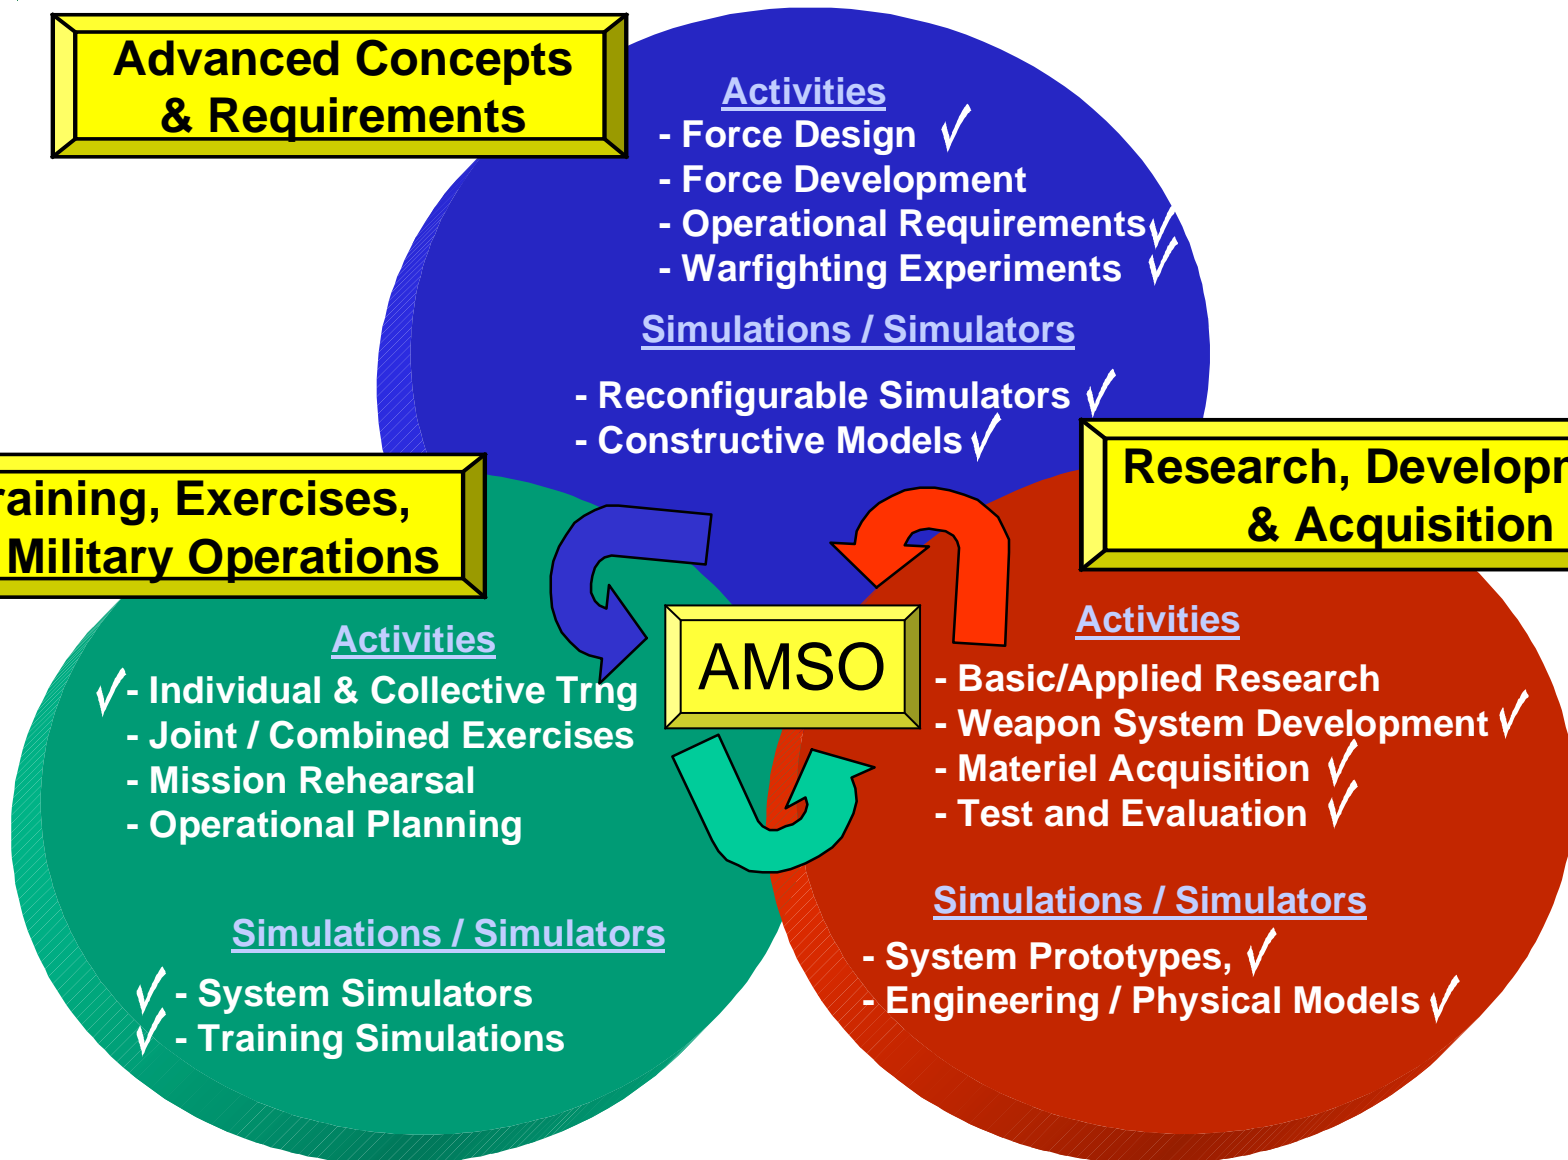 Advanced Concepts
& Requirements
Activities
- Force Design ✓
- Force Development
- Operational Requirements ✓
- Warfighting Experiments ✓
Simulations / Simulators
- Reconfigurable Simulators ✓
- Constructive Models ✓
raining, Exercises,
Military Operations
Activities
✓ - Individual & Collective Trng
- Joint / Combined Exercises
- Mission Rehearsal
- Operational Planning
Simulations / Simulators
✓ - System Simulators
✓ - Training Simulations
AMSO
Research, Developm
& Acquisition
Activities
- Basic/Applied Research
- Weapon System Development ✓
- Materiel Acquisition ✓
- Test and Evaluation ✓
Simulations / Simulators
- System Prototypes, ✓
- Engineering / Physical Models ✓